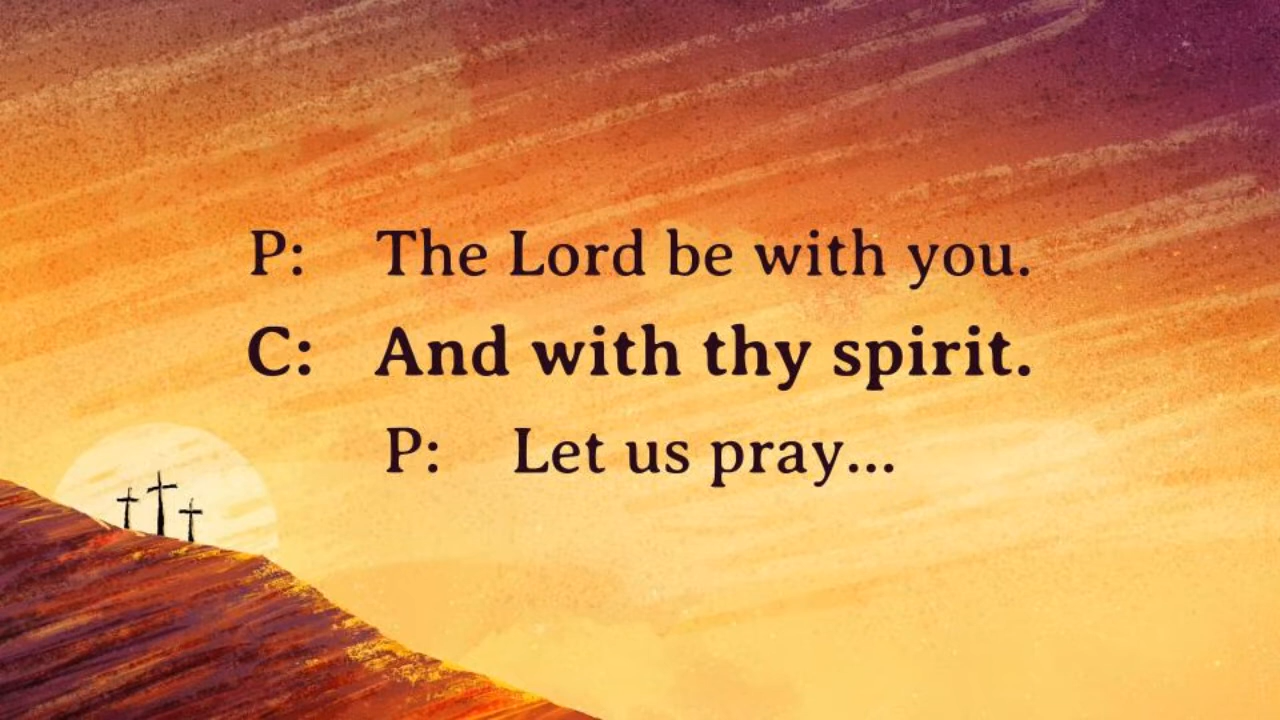 P: The Lord be with you.
C: And with thy spirit.
P: Let us pray...